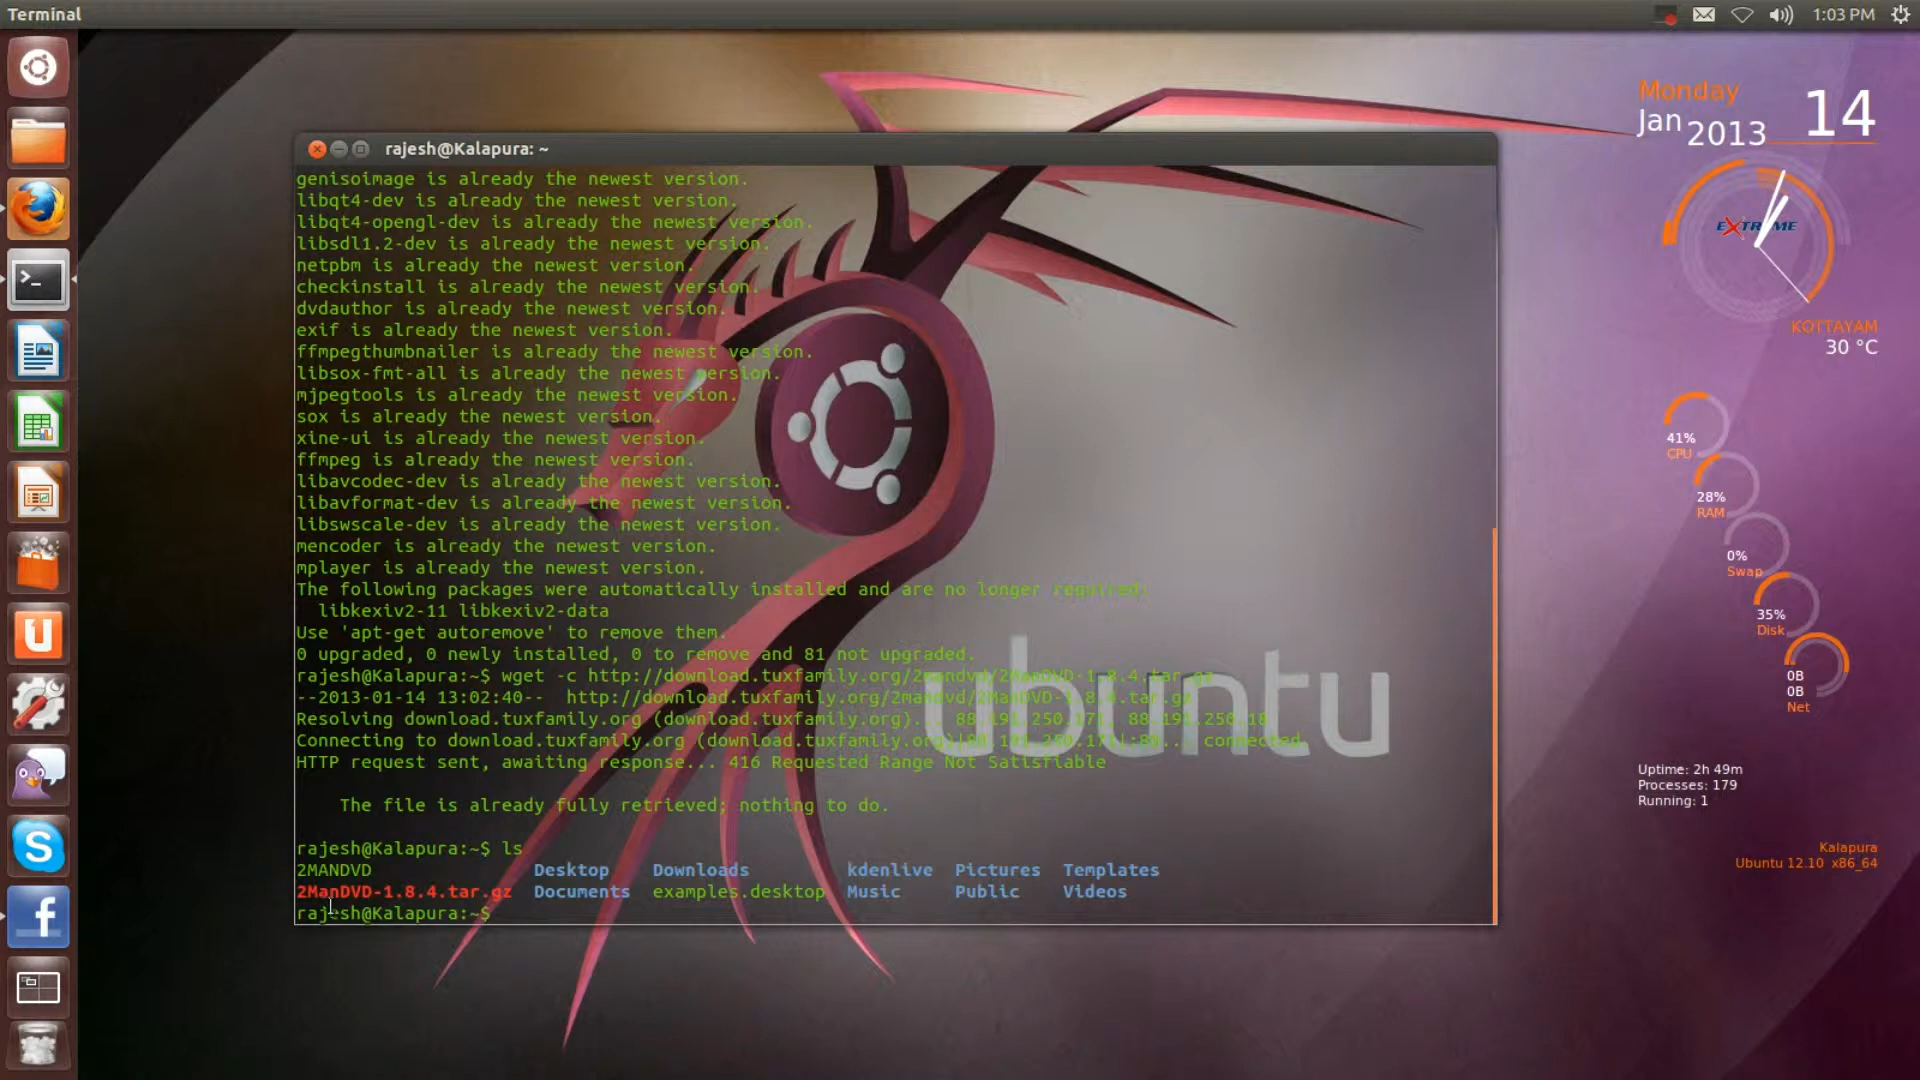 Terminal
1:03 PM
rajesh@Kalapura: ~
genisoimage is already the newest version.
libqt4-dev is already the newest version.
libqt4-opengl-dev is already the newest version.
libsdl1.2-dev is already the newest version.
netpbm is already the newest version.
checkinstall is already the newest version.
dvdauthor is already the newest version.
exif is already the newest version.
ffmpegthumbnailer is already the newest version.
libsox-fmt-all is already the newest version.
mjpegtools is already the newest version.
sox is already the newest version.
xine-ui is already the newest version.
ffmpeg is already the newest version.
libavcodec-dev is already the newest version.
libavformat-dev is already the newest version.
libswscale-dev is already the newest version.
mencoder is already the newest version.
mplayer is already the newest version.
The following packages were automatically installed and are no longer required:
libkexiv2-11 libkexiv2-data
Use 'apt-get autoremove' to remove them.
0 upgraded, 0 newly installed, 0 to remove and 81 not upgraded.
rajesh@Kalapura:~$ wget -c http://download.tuxfamily.org/2mandvd/2ManDVD-1.8.4.tar.gz
--2013-01-14 13:02:40-- http://download.tuxfamily.org/2mandvd/2ManDVD-1.8.4.tar.gz
Resolving download.tuxfamily.org (download.tuxfamily.org)... 88.191.250.171, 88.191.250.18
Connecting to download.tuxfamily.org (download.tuxfamily.org)|88.191.250.171|:80... connected.
HTTP request sent, awaiting response... 416 Requested Range Not Satisfiable
The file is already fully retrieved; nothing to do.
rajesh@Kalapura:~$ ls
2MANDVD Desktop Downloads kdenlive Pictures Templates
2ManDVD-1.8.4.tar.gz Documents examples.desktop Music Public Videos
rajesh@Kalapura:~$
ubuntu
Monday
Jan 2013 14
EXTREME
KOTTAYAM
30 °C
41%
CPU
28%
RAM
0%
Swap
35%
Disk
0B
0B
Net
Uptime: 2h 49m
Processes: 179
Running: 1
Kalapura
Ubuntu 12.10 x86_64